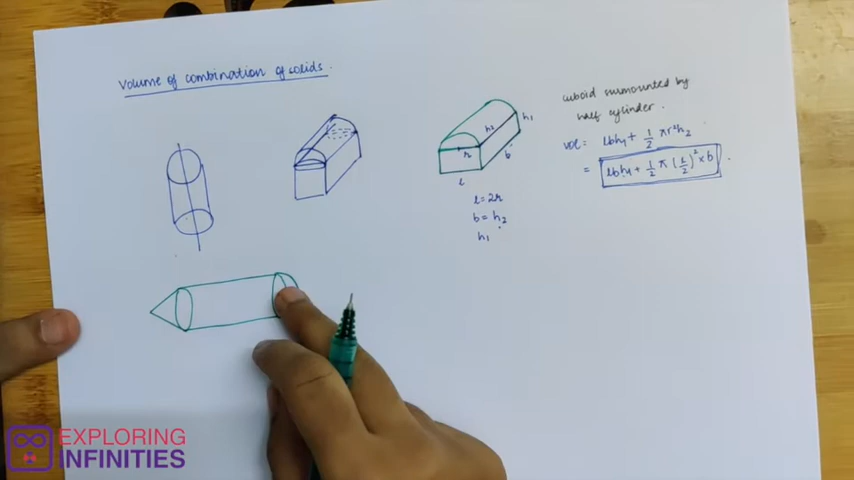 Volume of combination of solids.
cuboid surmounted by
half cylinder.
vol = lbh₁ + 1/2 πr²h₂
= lbh₁ + 1/2 π (l/2)² × b
h₂
h₁
r
b
l
l = 2r
b = h₂
h₁
EXPLORING
INFINITIES